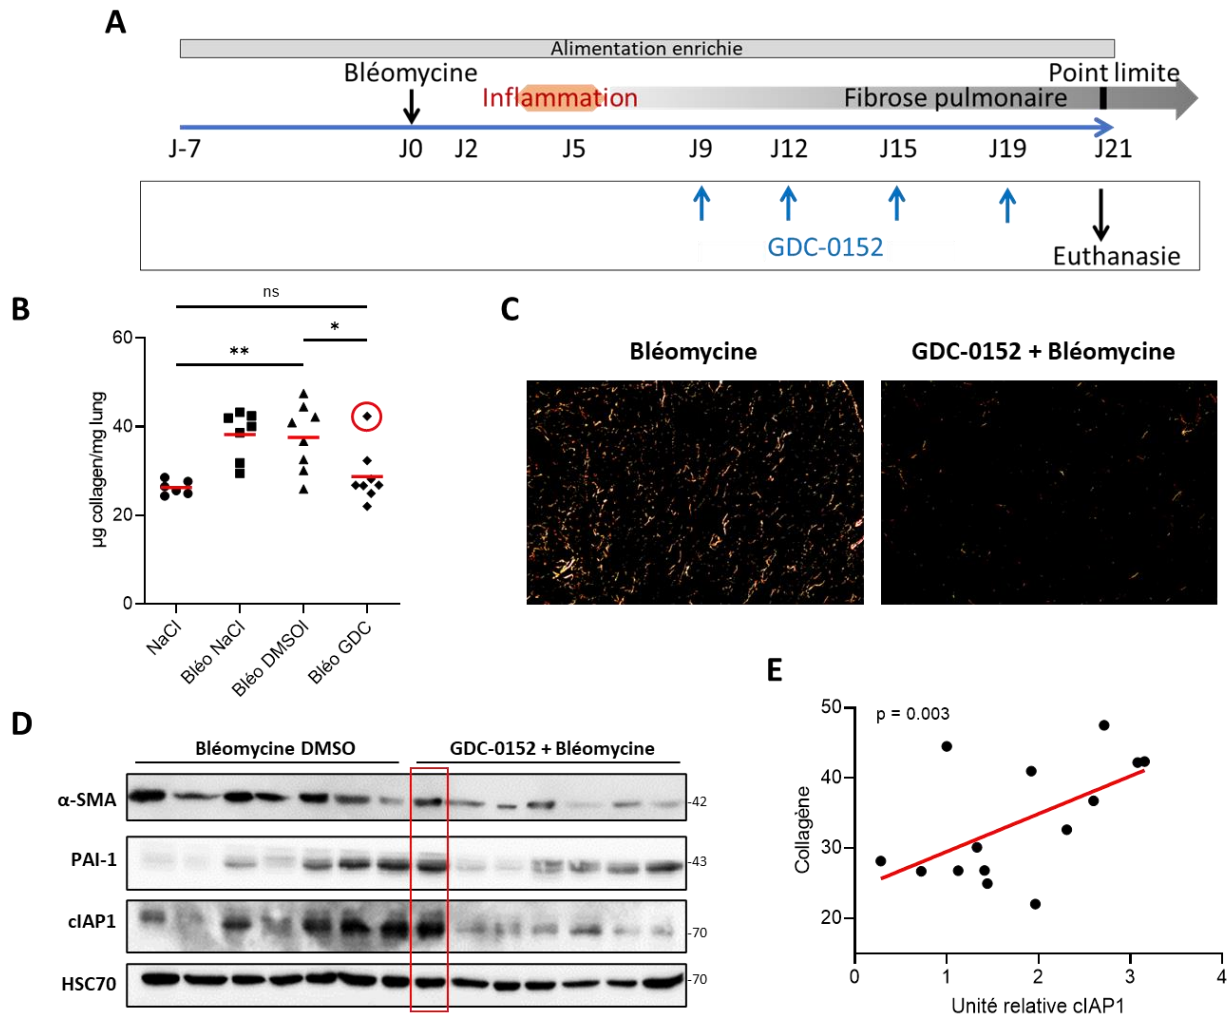 A
Alimentation enrichie
Bléomycine
Point limite
Inflammation
Fibrose pulmonaire
J-7
J0
J2
J5
J9
J12
J15
J19
J21
GDC-0152
Euthanasie
B
ns
*
**
60
40
20
0
µg collagen/mg lung
NaCl
Bléo NaCl
Bléo DMSOl
Bléo GDC
C
Bléomycine
GDC-0152 + Bléomycine
D
Bléomycine DMSO
GDC-0152 + Bléomycine
α-SMA
-42
PAI-1
-43
cIAP1
-70
HSC70
-70
E
p = 0.003
50
40
30
20
Collagène
0
1
2
3
4
Unité relative cIAP1